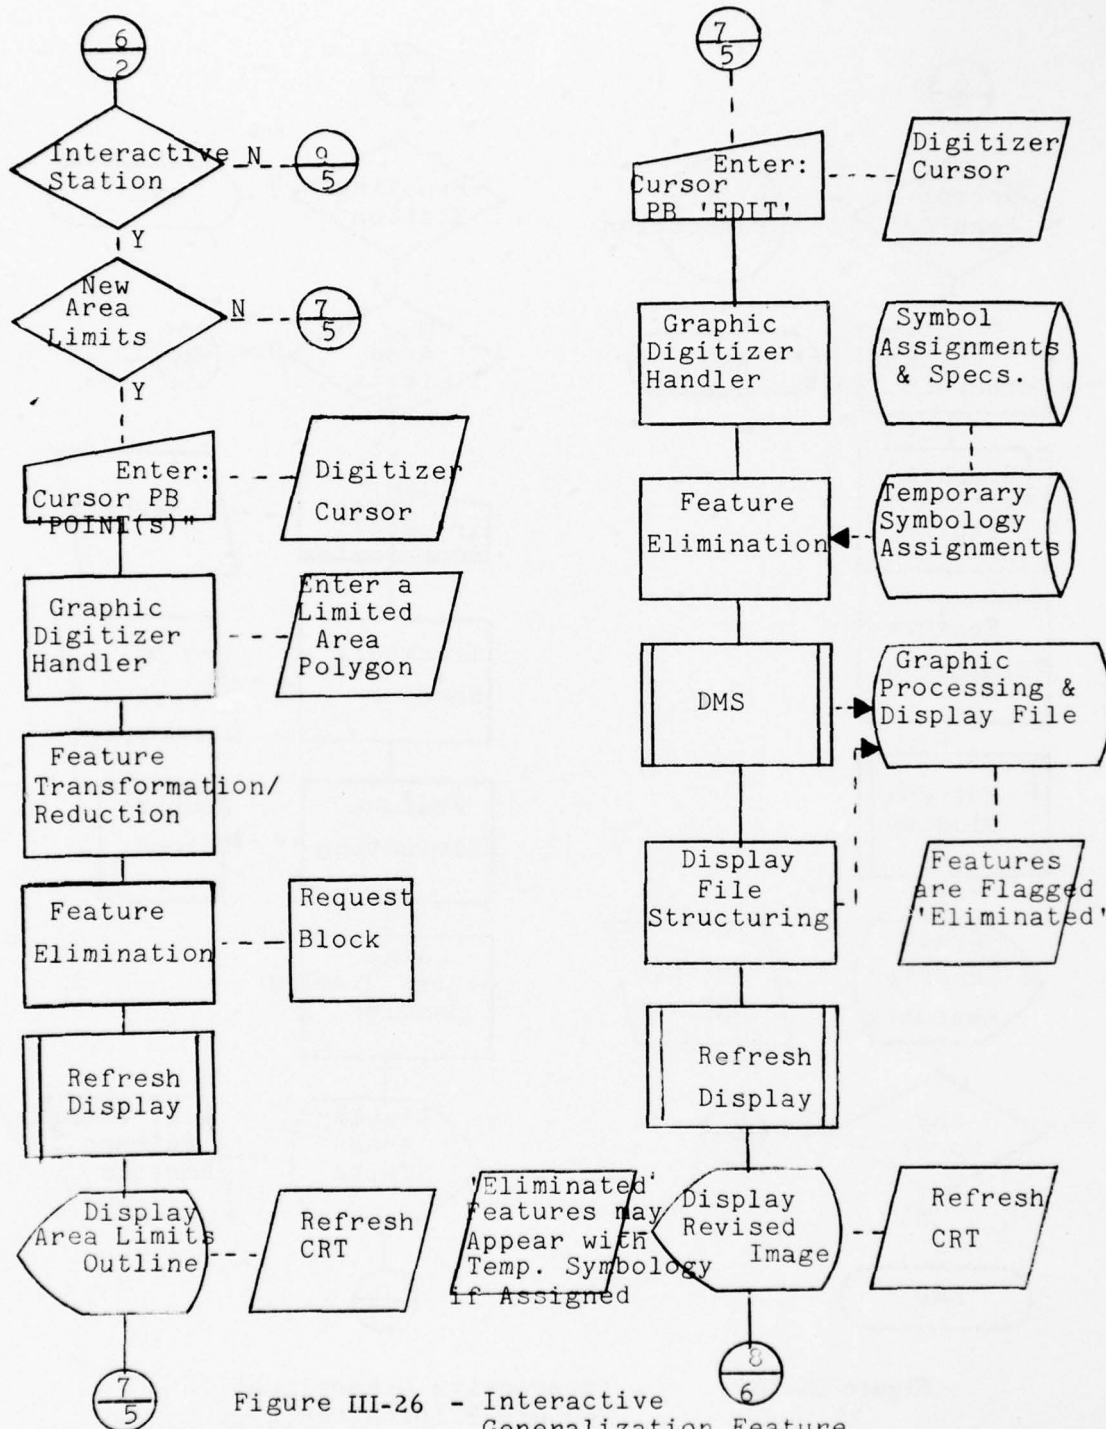 6
2
Interactive
Station
N
9
5
Y
New
Area
Limits
N
7
5
Y
Enter:
Cursor PB
"POINT(s)"
Digitizer
Cursor
Graphic
Digitizer
Handler
Enter a
Limited
Area
Polygon
Feature
Transformation/
Reduction
Feature
Elimination
Request
Block
Refresh
Display
Display
Area Limits
Outline
Refresh
CRT
7
5
7
5
Enter:
Cursor
PB 'EDIT'
Digitizer
Cursor
Graphic
Digitizer
Handler
Symbol
Assignments
& Specs.
Feature
Elimination
Temporary
Symbology
Assignments
DMS
Graphic
Processing &
Display File
Display
File
Structuring
Features
are Flagged
'Eliminated'
Refresh
Display
'Eliminated'
Features may
Appear with
Temp. Symbology
if Assigned
Display
Revised
Image
Refresh
CRT
8
6
Figure III-26 - Interactive
Generalization Feature